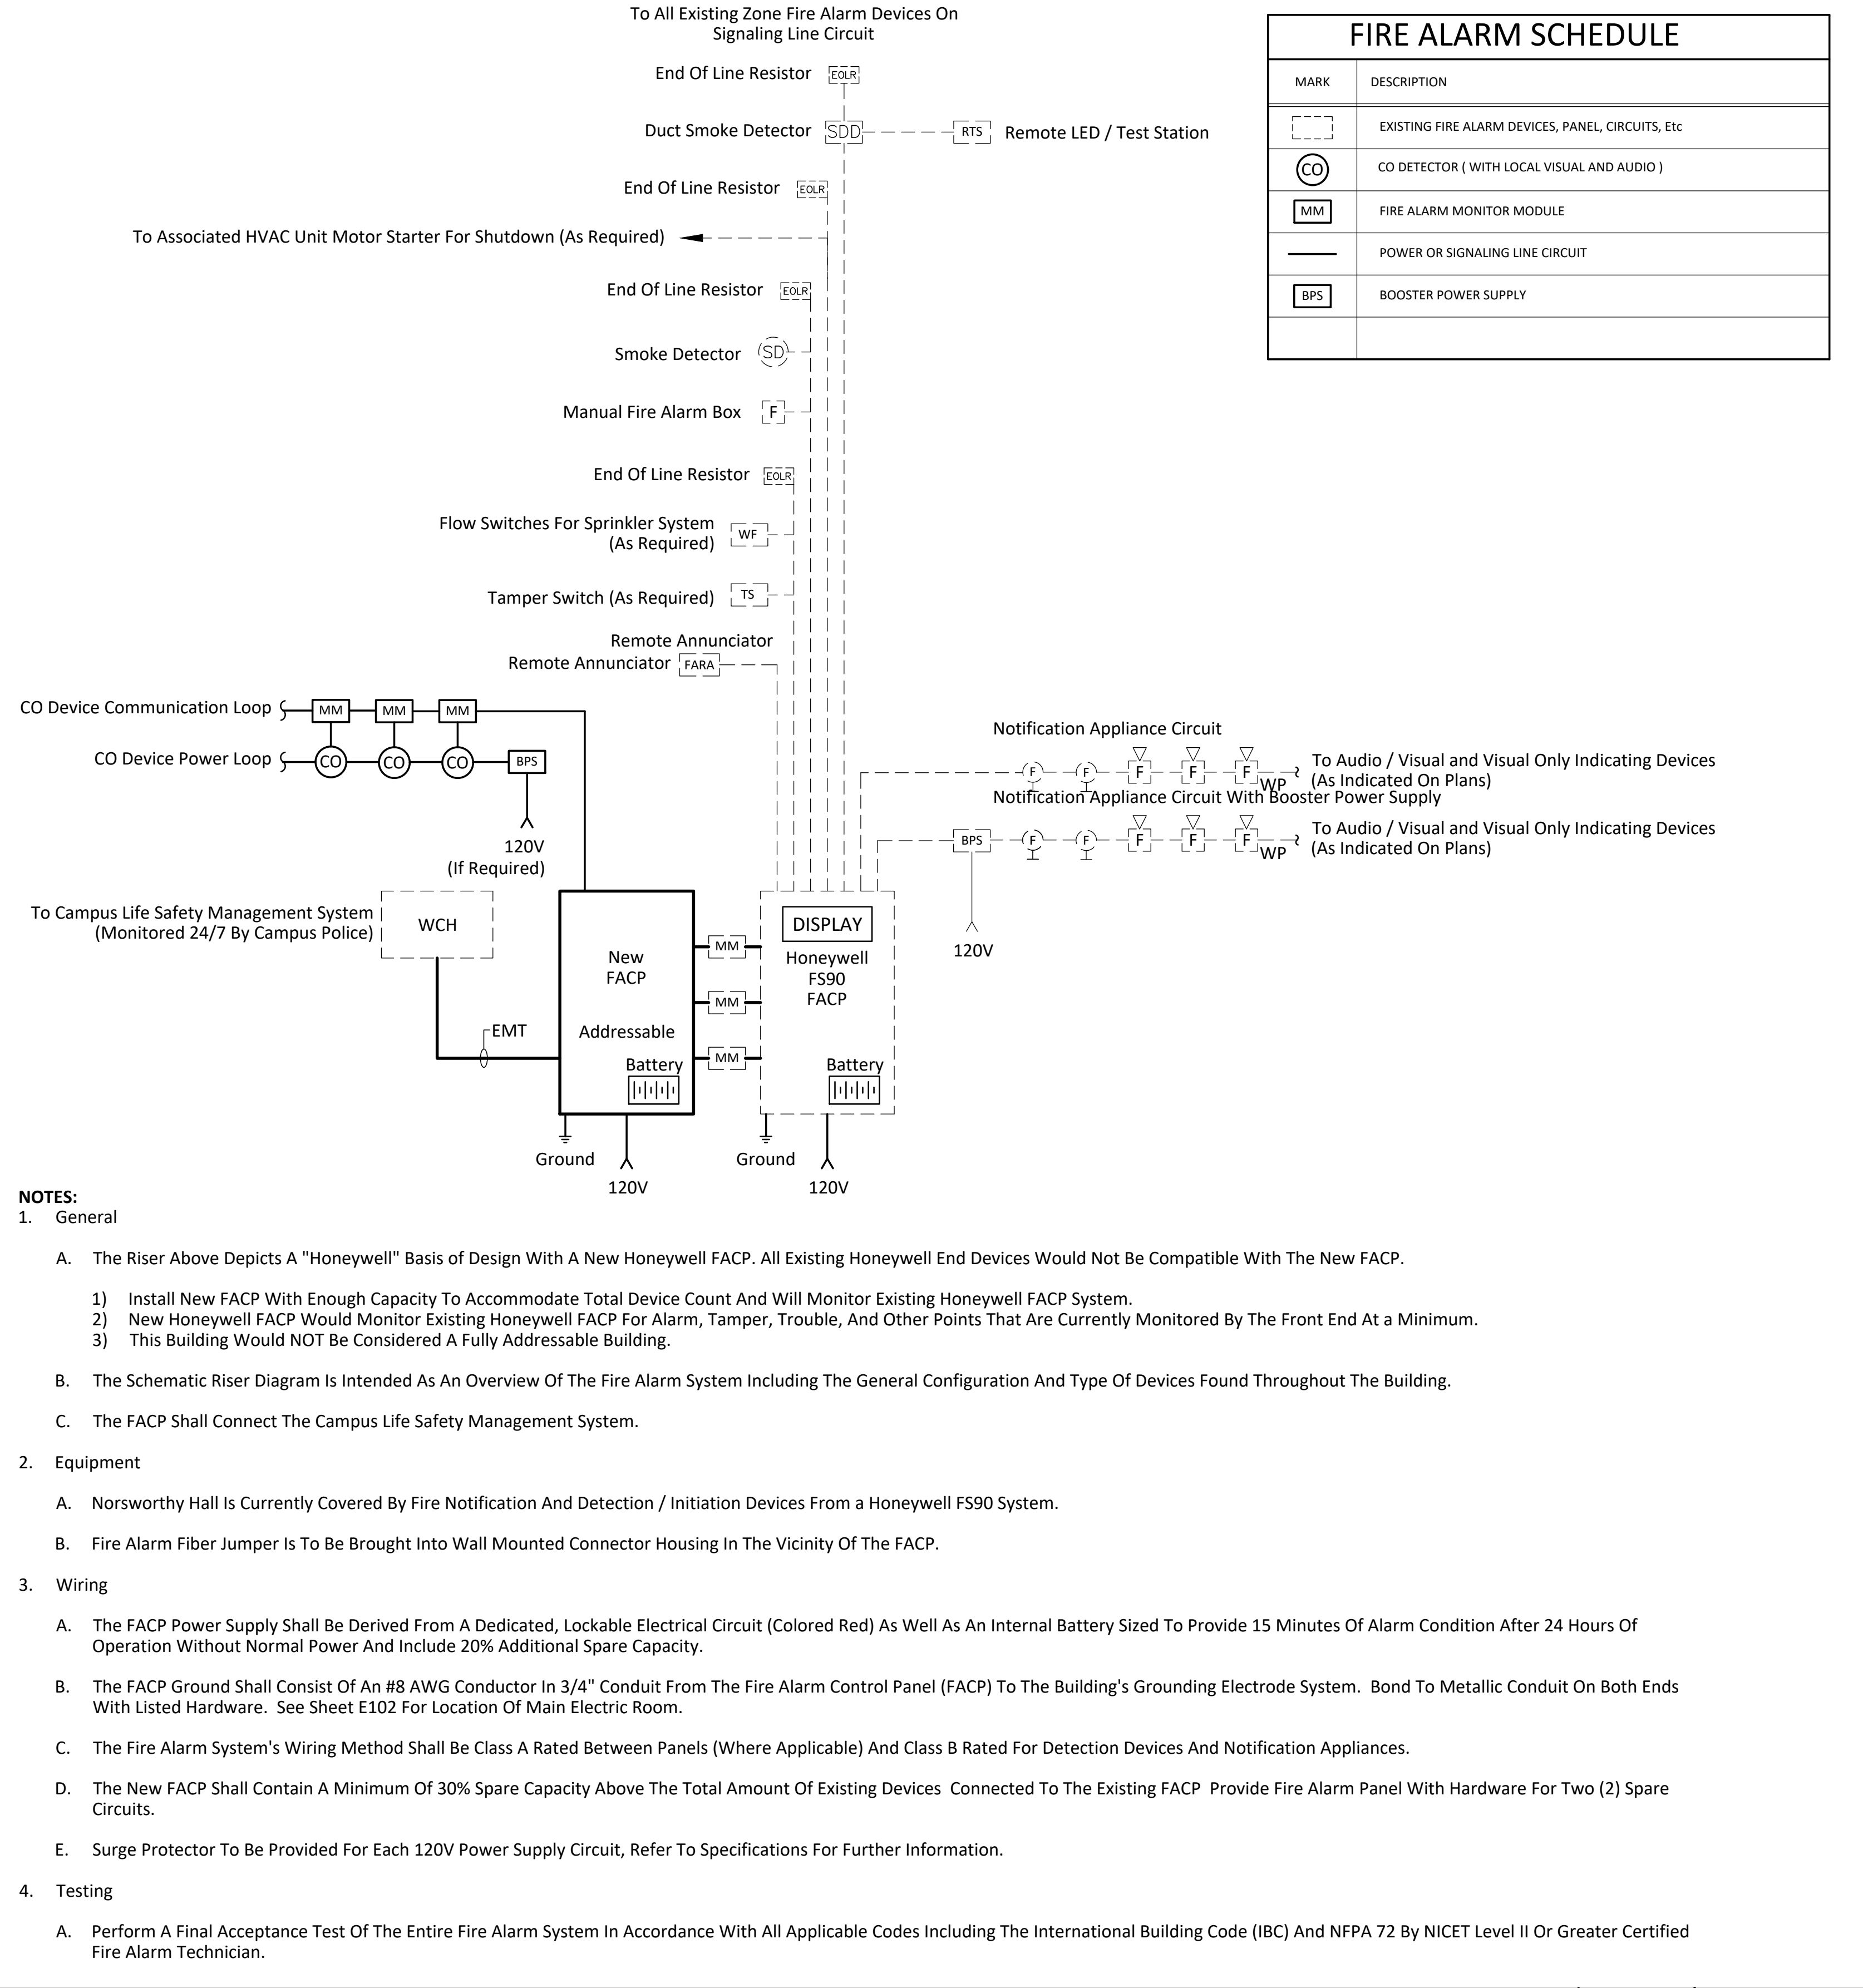 To All Existing Zone Fire Alarm Devices On
Signaling Line Circuit
End Of Line Resistor EOLR
Duct Smoke Detector SDD RTS Remote LED / Test Station
End Of Line Resistor EOLR
To Associated HVAC Unit Motor Starter For Shutdown (As Required)
End Of Line Resistor EOLR
Smoke Detector SD
Manual Fire Alarm Box F
End Of Line Resistor EOLR
Flow Switches For Sprinkler System
(As Required) WF
Tamper Switch (As Required) TS
Remote Annunciator
Remote Annunciator FARA
FIRE ALARM SCHEDULE
MARK DESCRIPTION
EXISTING FIRE ALARM DEVICES, PANEL, CIRCUITS, Etc
CO CO DETECTOR ( WITH LOCAL VISUAL AND AUDIO )
MM FIRE ALARM MONITOR MODULE
POWER OR SIGNALING LINE CIRCUIT
BPS BOOSTER POWER SUPPLY
CO Device Communication Loop MM MM MM
CO Device Power Loop CO CO CO BPS
120V
(If Required)
Notification Appliance Circuit
F F F F F WP
To Audio / Visual and Visual Only Indicating Devices
(As Indicated On Plans)
Notification Appliance Circuit With Booster Power Supply
BPS F F F F F WP
To Audio / Visual and Visual Only Indicating Devices
(As Indicated On Plans)
120V
To Campus Life Safety Management System
(Monitored 24/7 By Campus Police)
WCH
EMT
New
FACP
Addressable
Battery
MM
MM
MM
DISPLAY
Honeywell
FS90
FACP
Battery
Ground
120V
Ground
120V
NOTES:
1. General
A. The Riser Above Depicts A "Honeywell" Basis of Design With A New Honeywell FACP. All Existing Honeywell End Devices Would Not Be Compatible With The New FACP.
1) Install New FACP With Enough Capacity To Accommodate Total Device Count And Will Monitor Existing Honeywell FACP System.
2) New Honeywell FACP Would Monitor Existing Honeywell FACP For Alarm, Tamper, Trouble, And Other Points That Are Currently Monitored By The Front End At a Minimum.
3) This Building Would NOT Be Considered A Fully Addressable Building.
B. The Schematic Riser Diagram Is Intended As An Overview Of The Fire Alarm System Including The General Configuration And Type Of Devices Found Throughout The Building.
C. The FACP Shall Connect The Campus Life Safety Management System.
2. Equipment
A. Norsworthy Hall Is Currently Covered By Fire Notification And Detection / Initiation Devices From a Honeywell FS90 System.
B. Fire Alarm Fiber Jumper Is To Be Brought Into Wall Mounted Connector Housing In The Vicinity Of The FACP.
3. Wiring
A. The FACP Power Supply Shall Be Derived From A Dedicated, Lockable Electrical Circuit (Colored Red) As Well As An Internal Battery Sized To Provide 15 Minutes Of Alarm Condition After 24 Hours Of
Operation Without Normal Power And Include 20% Additional Spare Capacity.
B. The FACP Ground Shall Consist Of An #8 AWG Conductor In 3/4" Conduit From The Fire Alarm Control Panel (FACP) To The Building's Grounding Electrode System. Bond To Metallic Conduit On Both Ends
With Listed Hardware. See Sheet E102 For Location Of Main Electric Room.
C. The Fire Alarm System's Wiring Method Shall Be Class A Rated Between Panels (Where Applicable) And Class B Rated For Detection Devices And Notification Appliances.
D. The New FACP Shall Contain A Minimum Of 30% Spare Capacity Above The Total Amount Of Existing Devices Connected To The Existing FACP Provide Fire Alarm Panel With Hardware For Two (2) Spare
Circuits.
E. Surge Protector To Be Provided For Each 120V Power Supply Circuit, Refer To Specifications For Further Information.
4. Testing
A. Perform A Final Acceptance Test Of The Entire Fire Alarm System In Accordance With All Applicable Codes Including The International Building Code (IBC) And NFPA 72 By NICET Level II Or Greater Certified
Fire Alarm Technician.